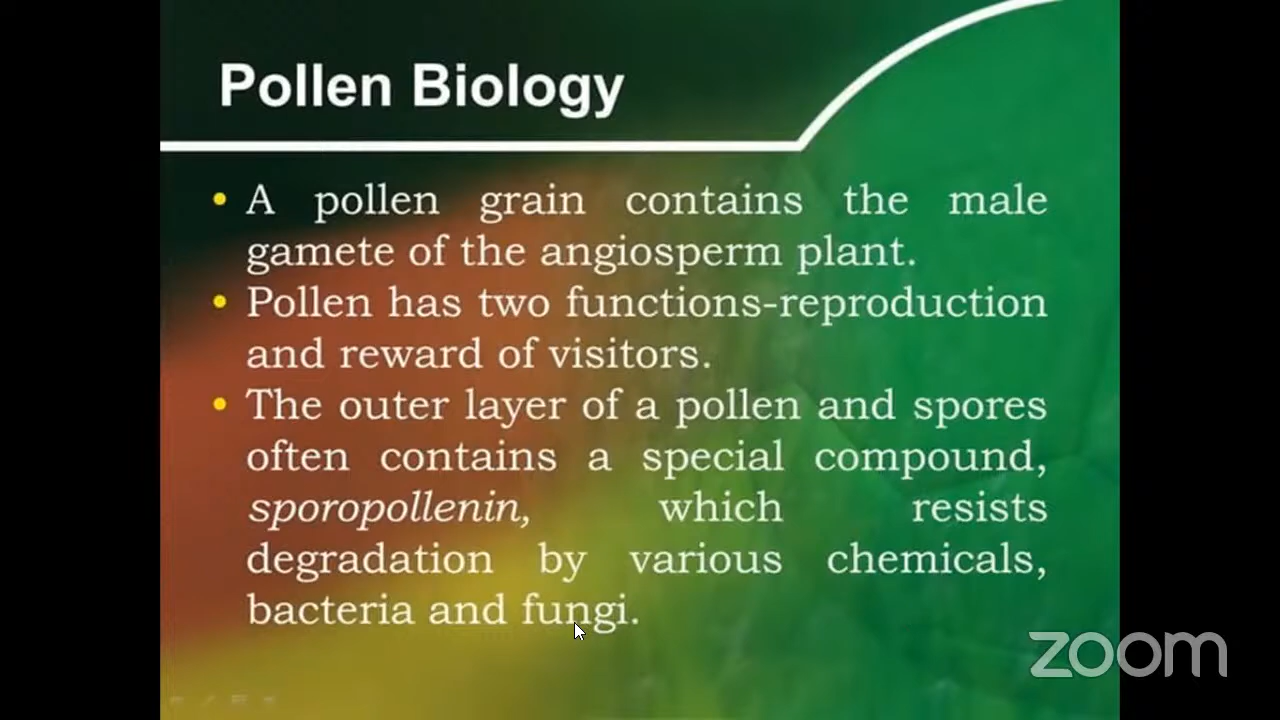 Pollen Biology
• A pollen grain contains the male
gamete of the angiosperm plant.
• Pollen has two functions-reproduction
and reward of visitors.
• The outer layer of a pollen and spores
often contains a special compound,
sporopollenin, which resists
degradation by various chemicals,
bacteria and fungi.
zoom